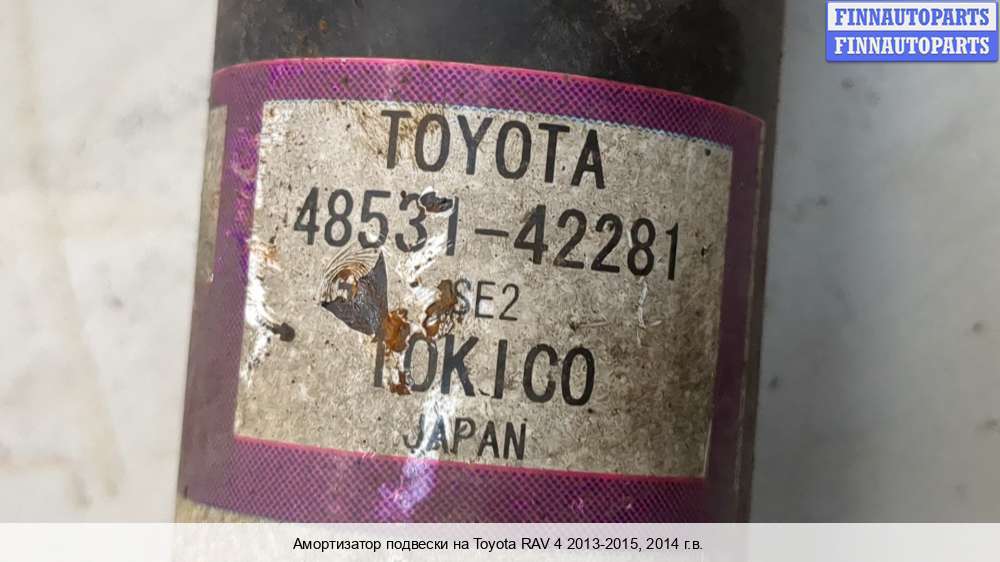 FINNAUTOPARTS
FINNAUTOPARTS
TOYOTA
48531-42281
SE2
TOKICO
JAPAN
Амортизатор подвески на Toyota RAV 4 2013-2015, 2014 г.в.